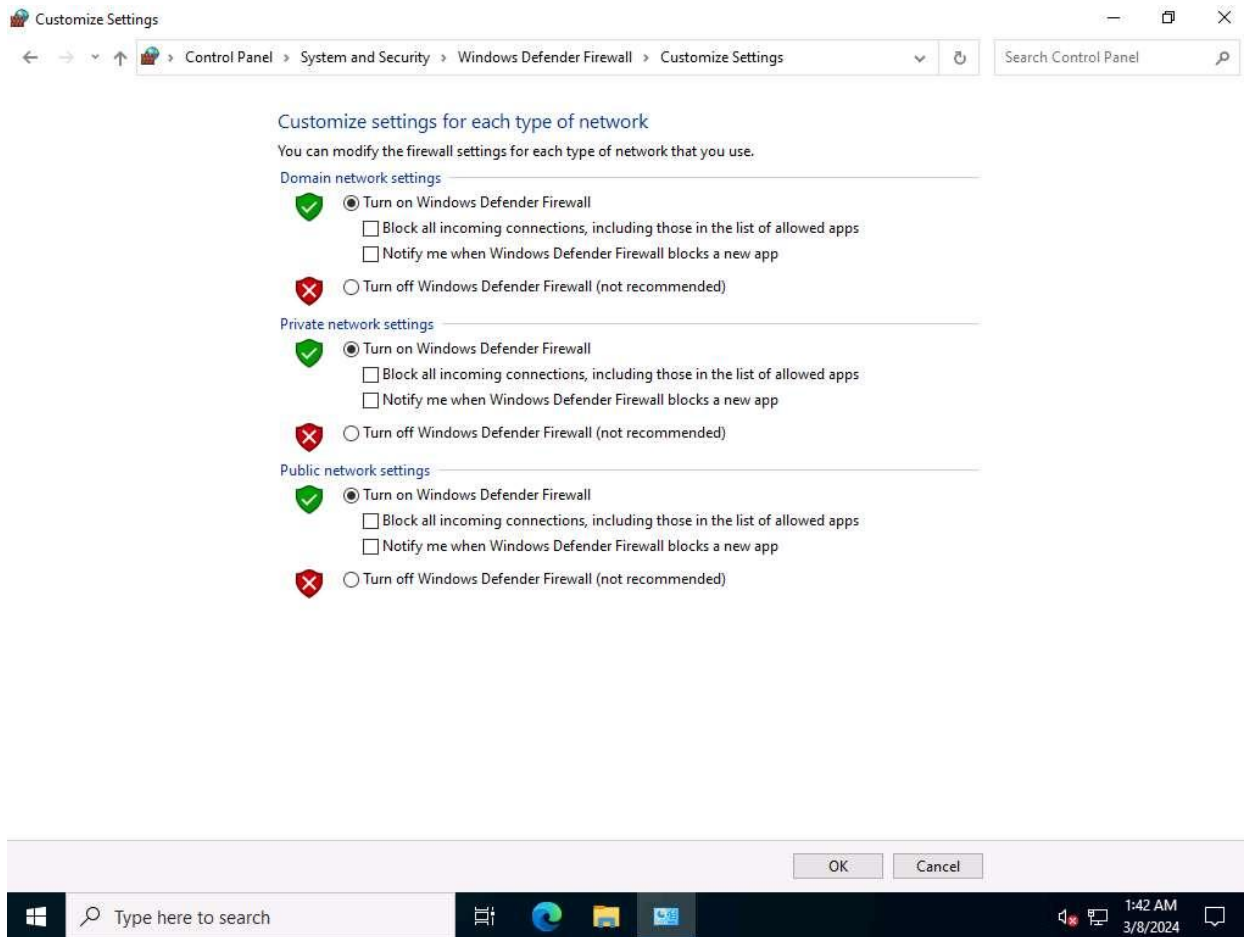 Customize Settings
Control Panel › System and Security › Windows Defender Firewall › Customize Settings
Search Control Panel
Customize settings for each type of network
You can modify the firewall settings for each type of network that you use.
Domain network settings
Turn on Windows Defender Firewall
Block all incoming connections, including those in the list of allowed apps
Notify me when Windows Defender Firewall blocks a new app
Turn off Windows Defender Firewall (not recommended)
Private network settings
Turn on Windows Defender Firewall
Block all incoming connections, including those in the list of allowed apps
Notify me when Windows Defender Firewall blocks a new app
Turn off Windows Defender Firewall (not recommended)
Public network settings
Turn on Windows Defender Firewall
Block all incoming connections, including those in the list of allowed apps
Notify me when Windows Defender Firewall blocks a new app
Turn off Windows Defender Firewall (not recommended)
OK Cancel
Type here to search
1:42 AM
3/8/2024